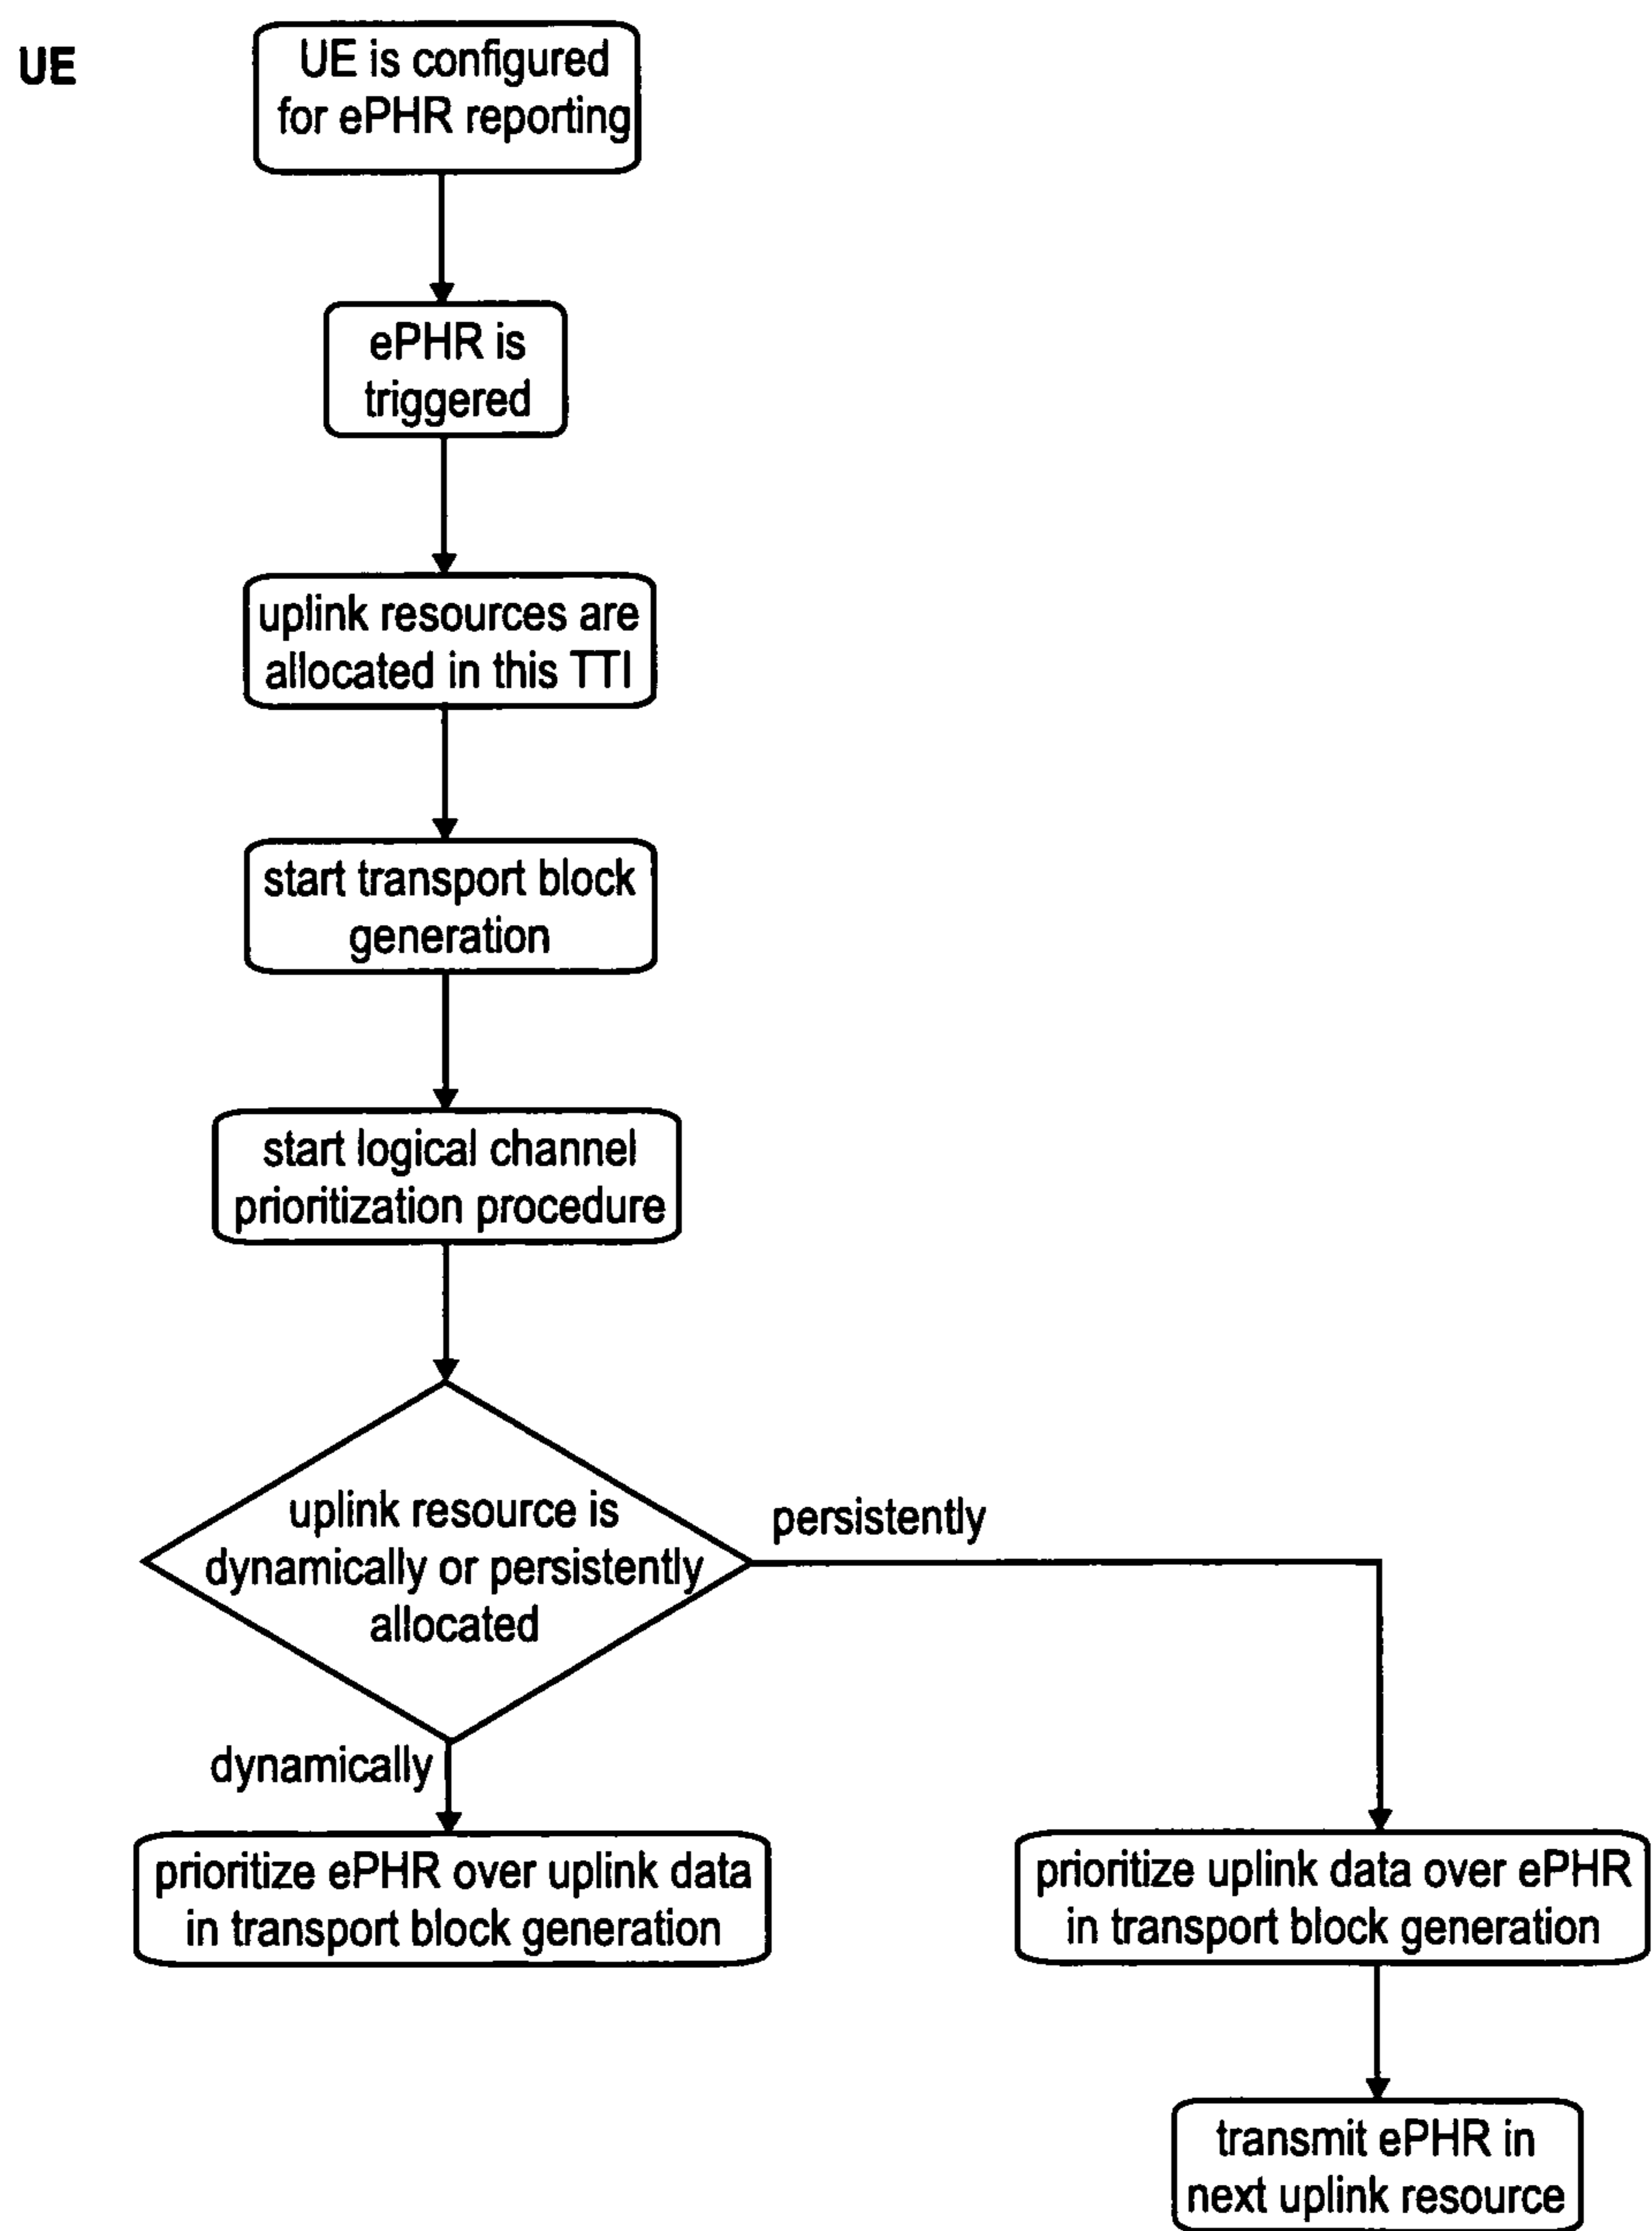 UE
UE is configured
for ePHR reporting
ePHR is
triggered
uplink resources are
allocated in this TTI
start transport block
generation
start logical channel
prioritization procedure
uplink resource is
dynamically or persistently
allocated
persistently
dynamically
prioritize ePHR over uplink data
in transport block generation
prioritize uplink data over ePHR
in transport block generation
transmit ePHR in
next uplink resource